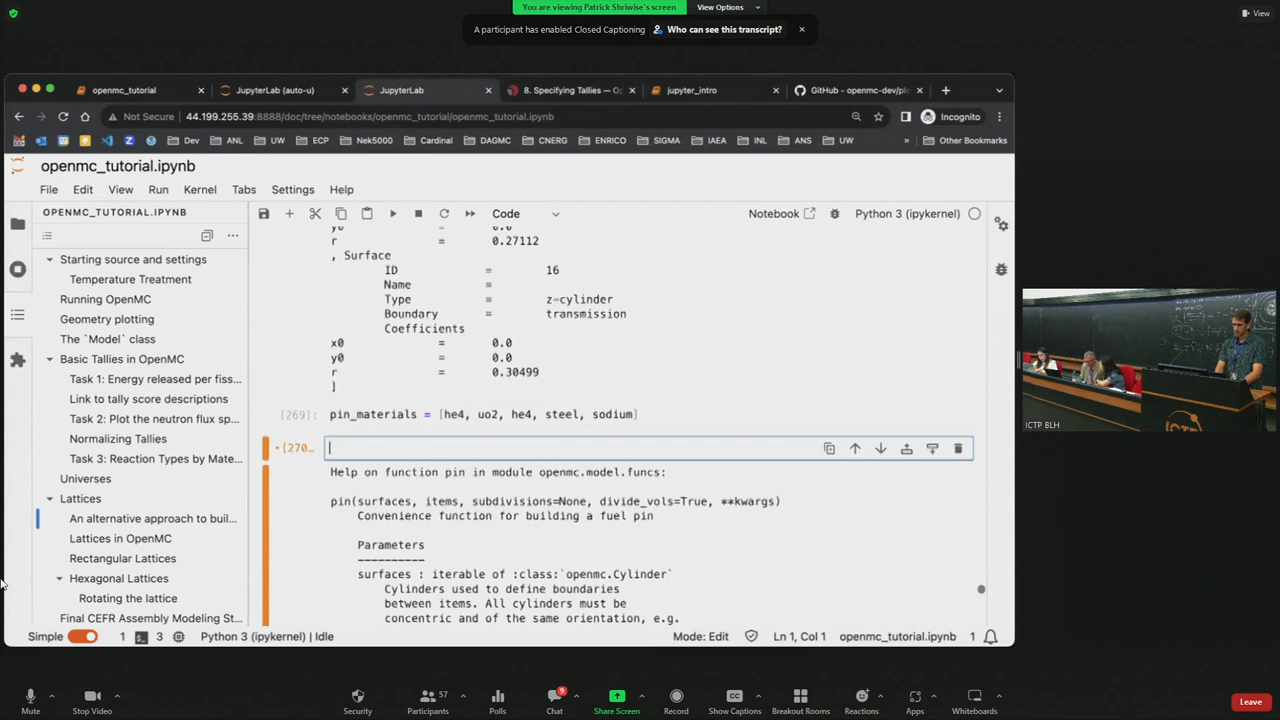 You are viewing Patrick Shriwise's screen
View Options
View
A participant has enabled Closed Captioning
Who can see this transcript?
openmc_tutorial
JupyterLab (auto-u)
JupyterLab
8. Specifying Tallies — O
jupyter_intro
GitHub - openmc-dev/plo
Not Secure
44.199.255.39:8888/doc/tree/notebooks/openmc_tutorial/openmc_tutorial.ipynb
Incognito
Dev
ANL
UW
ECP
Nek5000
Cardinal
DAGMC
CNERG
ENRICO
SIGMA
IAEA
INL
ANS
UW
»
Other Bookmarks
openmc_tutorial.ipynb
File Edit View Run Kernel Tabs Settings Help
OPENMC_TUTORIAL.IPYNB
Code
Notebook
Python 3 (ipykernel)
Starting source and settings
Temperature Treatment
Running OpenMC
Geometry plotting
The `Model` class
Basic Tallies in OpenMC
Task 1: Energy released per fiss...
Link to tally score descriptions
Task 2: Plot the neutron flux sp...
Normalizing Tallies
Task 3: Reaction Types by Mate...
Universes
Lattices
An alternative approach to buil...
Lattices in OpenMC
Rectangular Lattices
Hexagonal Lattices
Rotating the lattice
Final CEFR Assembly Modeling St...
y0 = 0.0
r = 0.27112
, Surface
ID = 16
Name =
Type = z-cylinder
Boundary = transmission
Coefficients
x0 = 0.0
y0 = 0.0
r = 0.30499
]
[269]: pin_materials = [he4, uo2, he4, steel, sodium]
[270...
Help on function pin in module openmc.model.funcs:
pin(surfaces, items, subdivisions=None, divide_vols=True, **kwargs)
Convenience function for building a fuel pin
Parameters
----------
surfaces : iterable of :class:`openmc.Cylinder`
Cylinders used to define boundaries
between items. All cylinders must be
concentric and of the same orientation, e.g.
Simple
1
3
Python 3 (ipykernel) | Idle
Mode: Edit
Ln 1, Col 1
openmc_tutorial.ipynb
1
ICTP
ICTP BLH
Mute
Stop Video
Security
57
Participants
Polls
9
Chat
Share Screen
Record
CC
Show Captions
Breakout Rooms
Reactions
Apps
Whiteboards
Leave